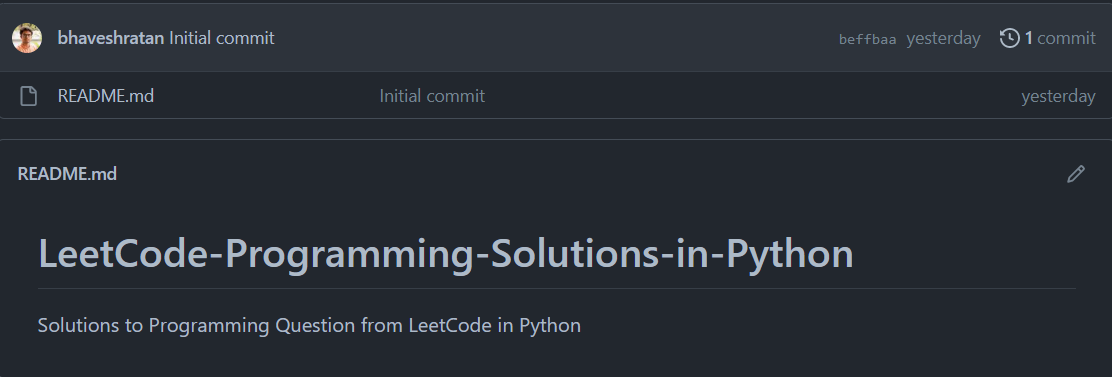 bhaveshratan Initial commit beffbaa yesterday 1 commit
README.md Initial commit yesterday
README.md
LeetCode-Programming-Solutions-in-Python
Solutions to Programming Question from LeetCode in Python